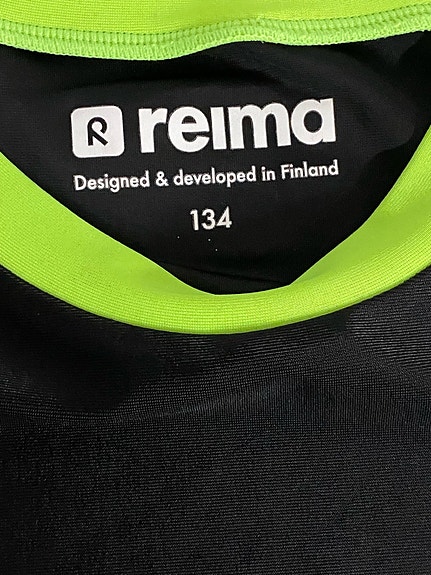 R reima
Designed & developed in Finland
134